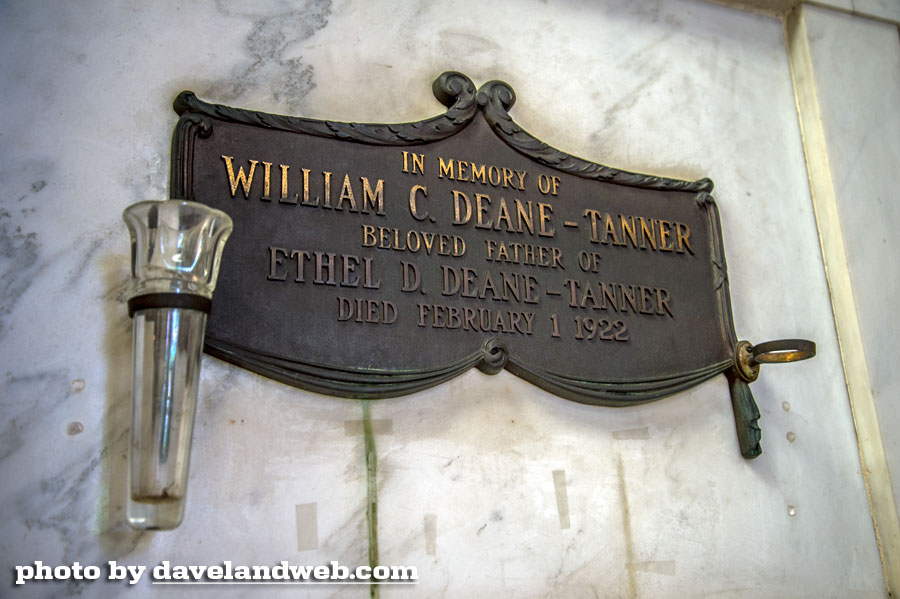 IN MEMORY OF
WILLIAM C. DEANE-TANNER
BELOVED FATHER OF
ETHEL D. DEANE-TANNER
DIED FEBRUARY 1 1922
photo by davelandweb.com